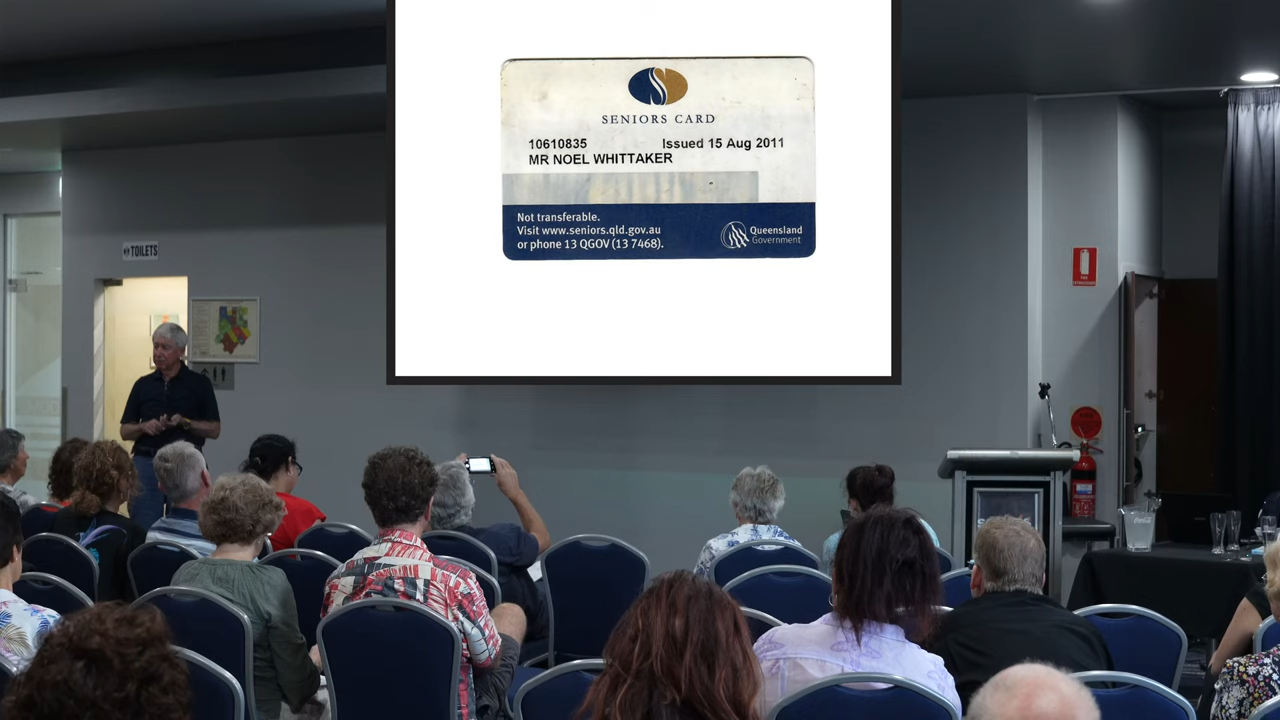 SENIORS CARD
10610835 Issued 15 Aug 2011
MR NOEL WHITTAKER
Not transferable.
Visit www.seniors.qld.gov.au
or phone 13 QGOV (13 7468).
Queensland
Government
TOILETS